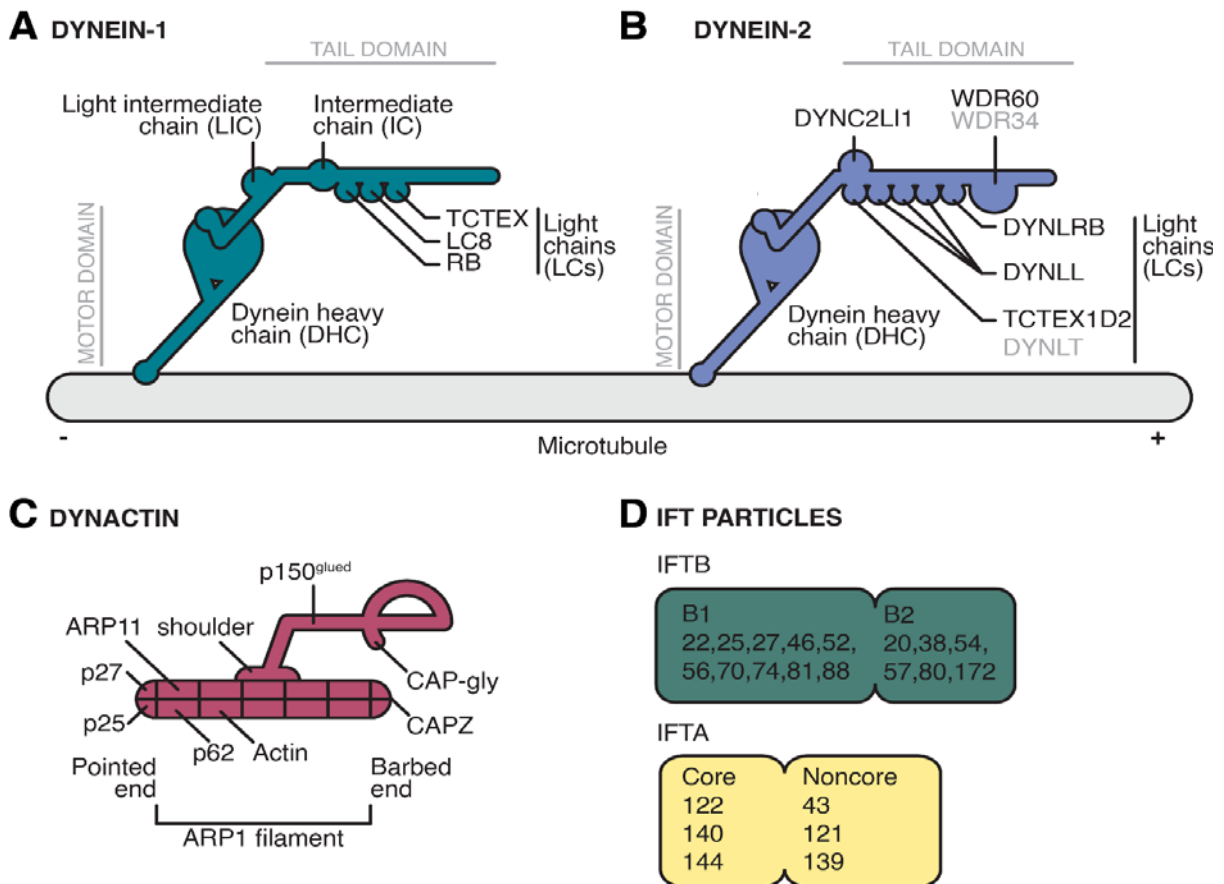 A DYNEIN-1
TAIL DOMAIN
Light intermediate
chain (LIC)
Intermediate
chain (IC)
TCTEX
LC8
RB
Light
chains
(LCs)
MOTOR DOMAIN
Dynein heavy
chain (DHC)
B DYNEIN-2
TAIL DOMAIN
DYNC2LI1
WDR60
WDR34
DYNLRB
DYNLL
TCTEX1D2
DYNLT
Light
chains
(LCs)
MOTOR DOMAIN
Dynein heavy
chain (DHC)
-
Microtubule
+
C DYNACTIN
p150glued
ARP11
shoulder
p27
p25
p62
Actin
CAP-gly
CAPZ
Pointed
end
Barbed
end
ARP1 filament
D IFT PARTICLES
IFTB
B1
22,25,27,46,52,
56,70,74,81,88
B2
20,38,54,
57,80,172
IFTA
Core
122
140
144
Noncore
43
121
139